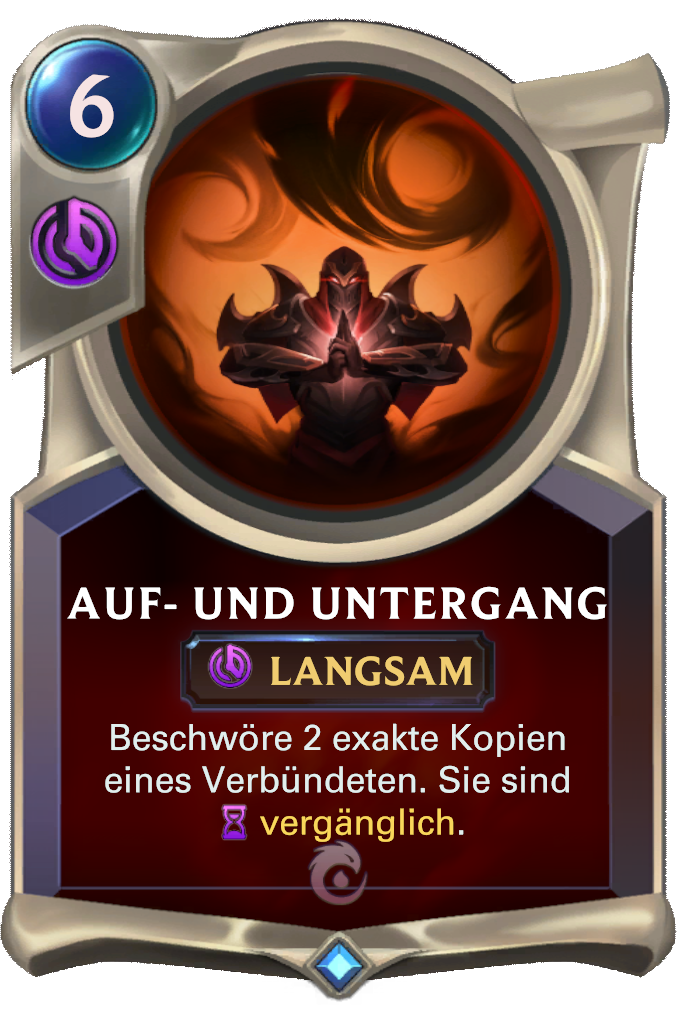 6
AUF- UND UNTERGANG
LANGSAM
Beschwöre 2 exakte Kopien
eines Verbündeten. Sie sind
vergänglich.